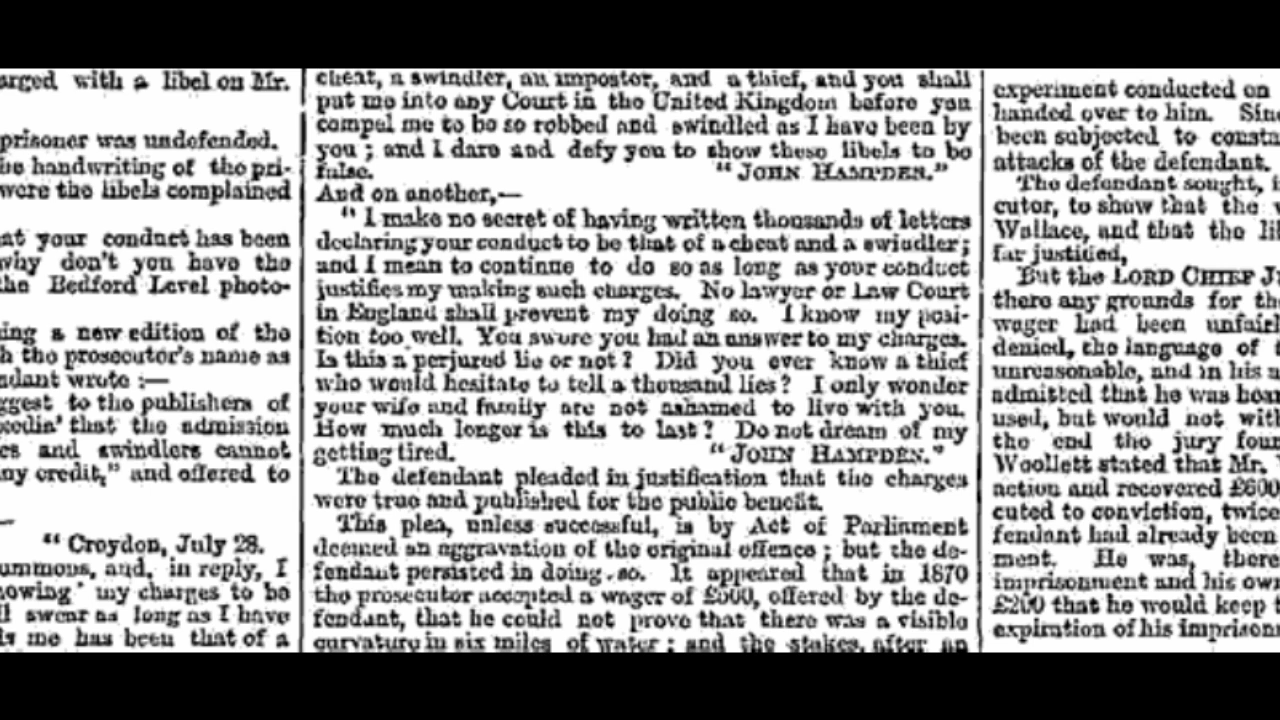 arged with a libel on Mr.
prisoner was undefended.
he handwriting of the pri-
were the libels complained
at your conduct has been
why don't you have the
the Bedford Level photo-
ing a new edition of the
h the prosecutor's name as
ndant wrote :—
ggest to the publishers of
pedia' that the admission
es and swindlers cannot
ny credit," and offered to
" Croydon, July 28.
ummons, and, in reply, I
nowing ' my charges to be
ll swear as long as I have
ds me has been that of a
cheat, a swindler, an impostor, and a thief, and you shall
put me into any Court in the United Kingdom before you
compel me to be so robbed and swindled as I have been by
you ; and I dare and defy you to show these libels to be
false. "JOHN HAMPDEN."
And on another,—
" I make no secret of having written thousands of letters
declaring your conduct to be that of a cheat and a swindler ;
and I mean to continue to do so as long as your conduct
justifies my making such charges. No lawyer or Law Court
in England shall prevent my doing so. I know my posi-
tion too well. You swore you had an answer to my charges.
Is this a perjured lie or not ? Did you ever know a thief
who would hesitate to tell a thousand lies ? I only wonder
your wife and family are not ashamed to live with you.
How much longer is this to last ? Do not dream of my
getting tired. "JOHN HAMPDEN."
The defendant pleaded in justification that the charges
were true and published for the public benefit.
This plea, unless successful, is by Act of Parliament
deemed an aggravation of the original offence ; but the de-
fendant persisted in doing so. It appeared that in 1870
the prosecutor accepted a wager of £500, offered by the de-
fendant, that he could not prove that there was a visible
curvature in six miles of water ; and the stakes, after an
experiment conducted on
handed over to him. Sinc
been subjected to consta
attacks of the defendant.
The defendant sought, i
cutor, to show that the
Wallace, and that the li
far justified,
But the LORD CHIEF J
there any grounds for th
wager had been unfairl
denied, the language of
unreasonable, and in his
admitted that he was bou
used, but would not with
the end the jury foun
Woollett stated that Mr.
action and recovered £600
cuted to conviction, twice
fendant had already been
ment. He was, there
imprisonment and his own
£200 that he would keep
expiration of his imprison